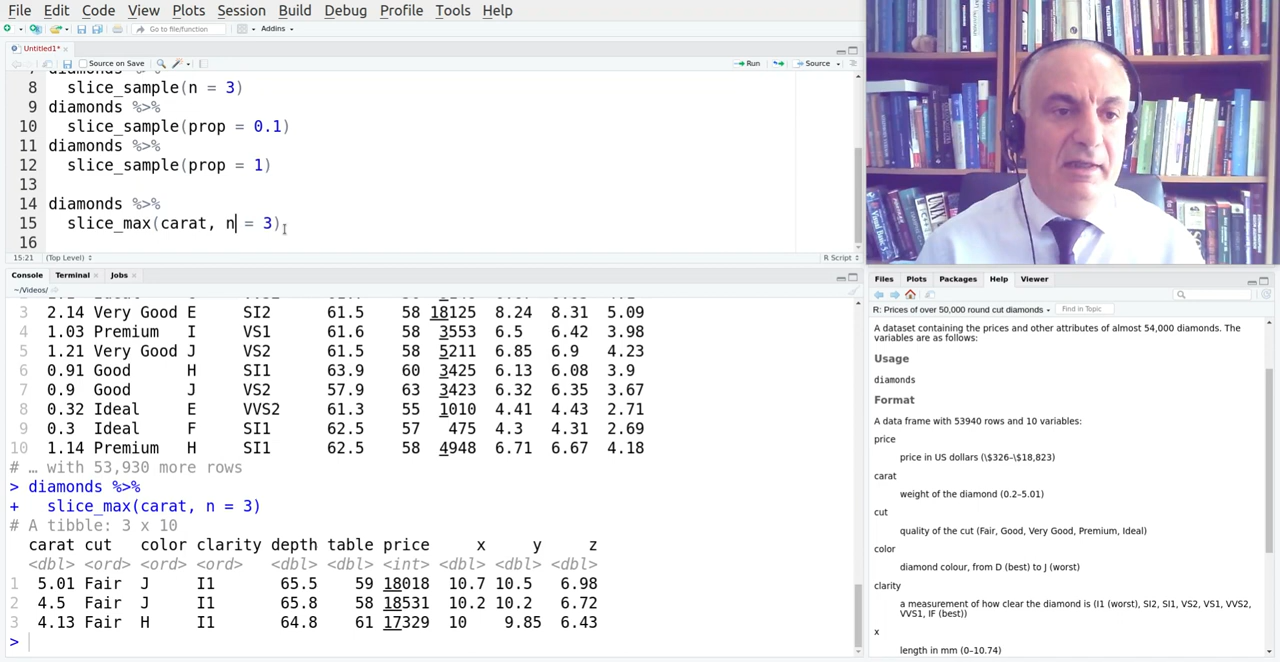 File Edit Code View Plots Session Build Debug Profile Tools Help
Go to file/function Addins
Untitled1*
Source on Save Run Source
8 slice_sample(n = 3)
9 diamonds %>%
10 slice_sample(prop = 0.1)
11 diamonds %>%
12 slice_sample(prop = 1)
13
14 diamonds %>%
15 slice_max(carat, n = 3)
16
15:21 (Top Level) R Script
Console Terminal Jobs
~/Videos/
3 2.14 Very Good E SI2 61.5 58 18125 8.24 8.31 5.09
4 1.03 Premium I VS1 61.6 58 3553 6.5 6.42 3.98
5 1.21 Very Good J VS2 61.5 58 5211 6.85 6.9 4.23
6 0.91 Good H SI1 63.9 60 3425 6.13 6.08 3.9
7 0.9 Good J VS2 57.9 63 3423 6.32 6.35 3.67
8 0.32 Ideal E VVS2 61.3 55 1010 4.41 4.43 2.71
9 0.3 Ideal F SI1 62.5 57 475 4.3 4.31 2.69
10 1.14 Premium H SI1 62.5 58 4948 6.71 6.67 4.18
# … with 53,930 more rows
> diamonds %>%
+ slice_max(carat, n = 3)
# A tibble: 3 x 10
carat cut color clarity depth table price x y z
<dbl> <ord> <ord> <ord> <dbl> <dbl> <int> <dbl> <dbl> <dbl>
1 5.01 Fair J I1 65.5 59 18018 10.7 10.5 6.98
2 4.5 Fair J I1 65.8 58 18531 10.2 10.2 6.72
3 4.13 Fair H I1 64.8 61 17329 10 9.85 6.43
>
Files Plots Packages Help Viewer
R: Prices of over 50,000 round cut diamonds Find in Topic
A dataset containing the prices and other attributes of almost 54,000 diamonds. The
variables are as follows:
Usage
diamonds
Format
A data frame with 53940 rows and 10 variables:
price
price in US dollars (\$326–\$18,823)
carat
weight of the diamond (0.2–5.01)
cut
quality of the cut (Fair, Good, Very Good, Premium, Ideal)
color
diamond colour, from D (best) to J (worst)
clarity
a measurement of how clear the diamond is (I1 (worst), SI2, SI1, VS2, VS1, VVS2,
VVS1, IF (best))
x
length in mm (0–10.74)